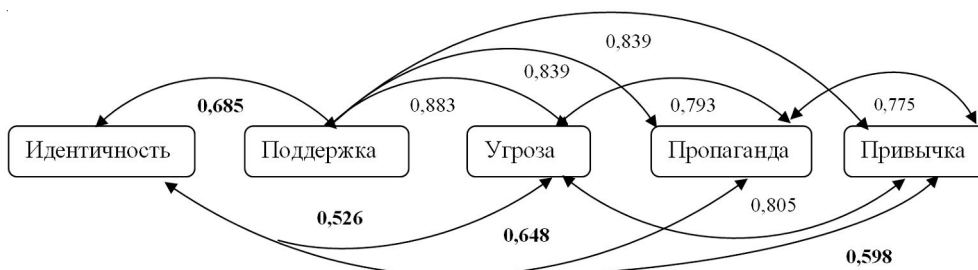 0,839
0,839
0,685
0,883
0,793
0,775
Идентичность
Поддержка
Угроза
Пропаганда
Привычка
0,526
0,648
0,805
0,598